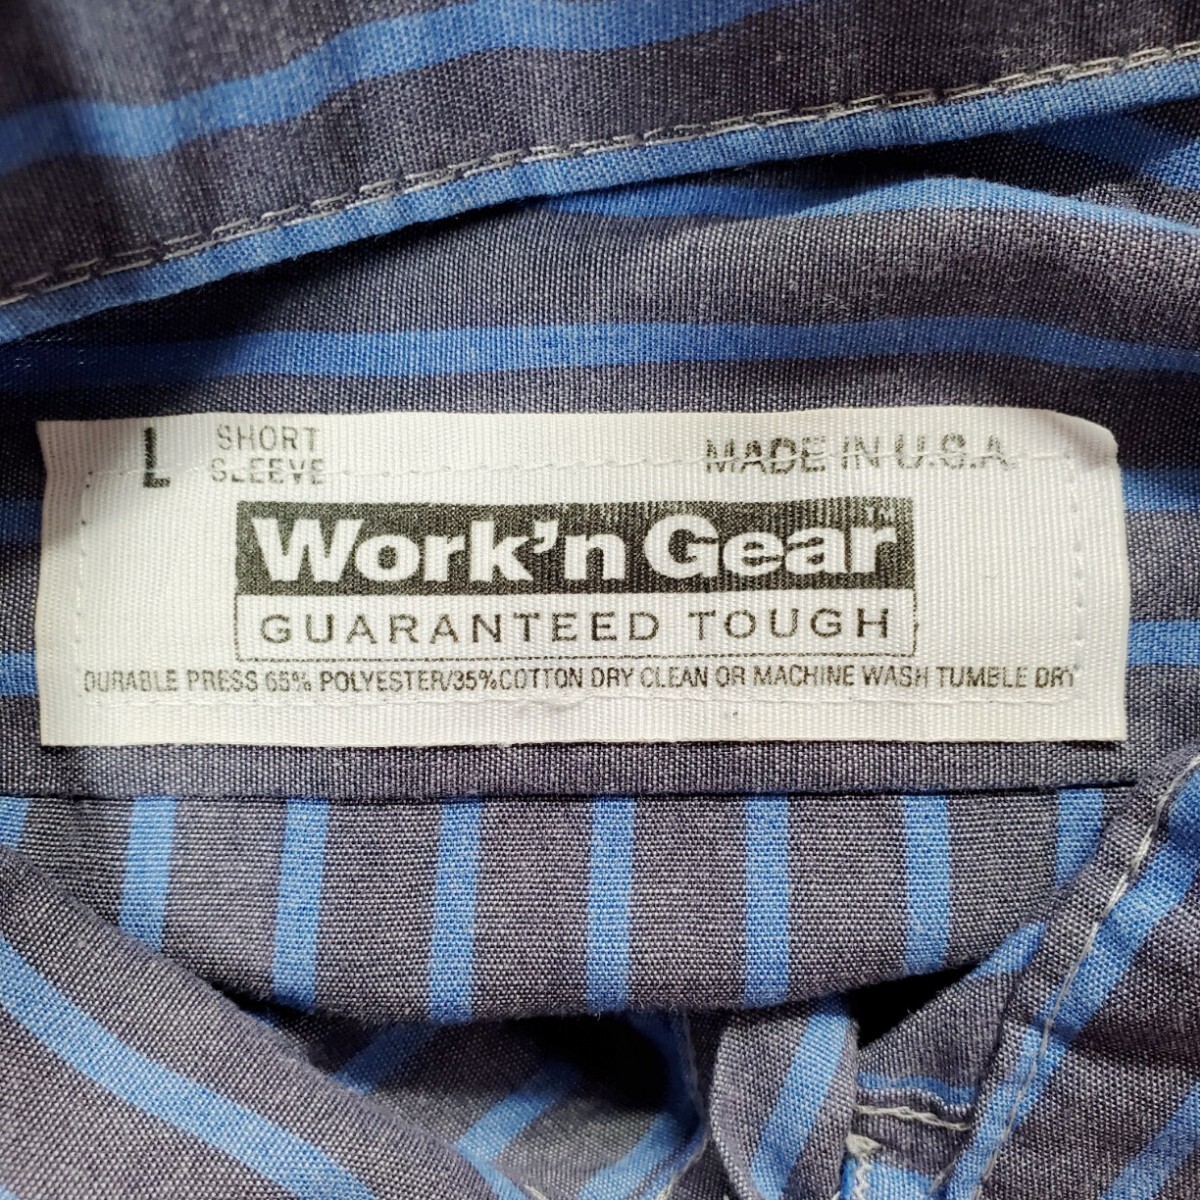 L SHORT SLEEVE MADE IN U.S.A.
Work'n Gear™
GUARANTEED TOUGH
DURABLE PRESS 65% POLYESTER/35% COTTON DRY CLEAN OR MACHINE WASH TUMBLE DRY